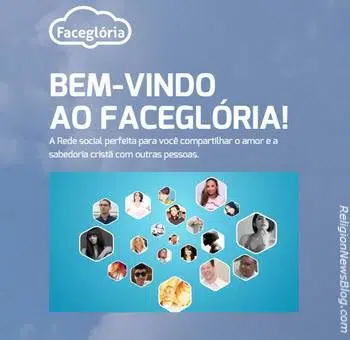 Faceglória
BEM-VINDO
AO FACEGLÓRIA!
A Rede social perfeita para você compartilhar o amor e a
sabedoria cristã com outras pessoas.
ReligionNewsBlog.com